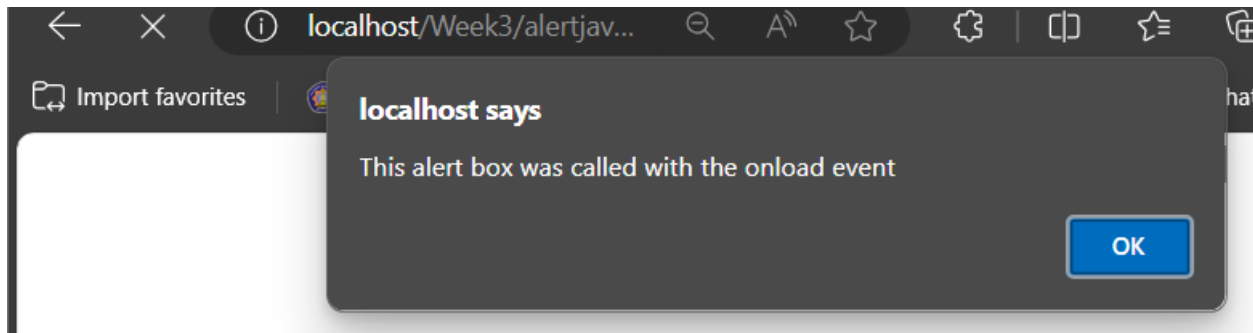 localhost/Week3/alertjav...
Import favorites
localhost says
This alert box was called with the onload event
OK